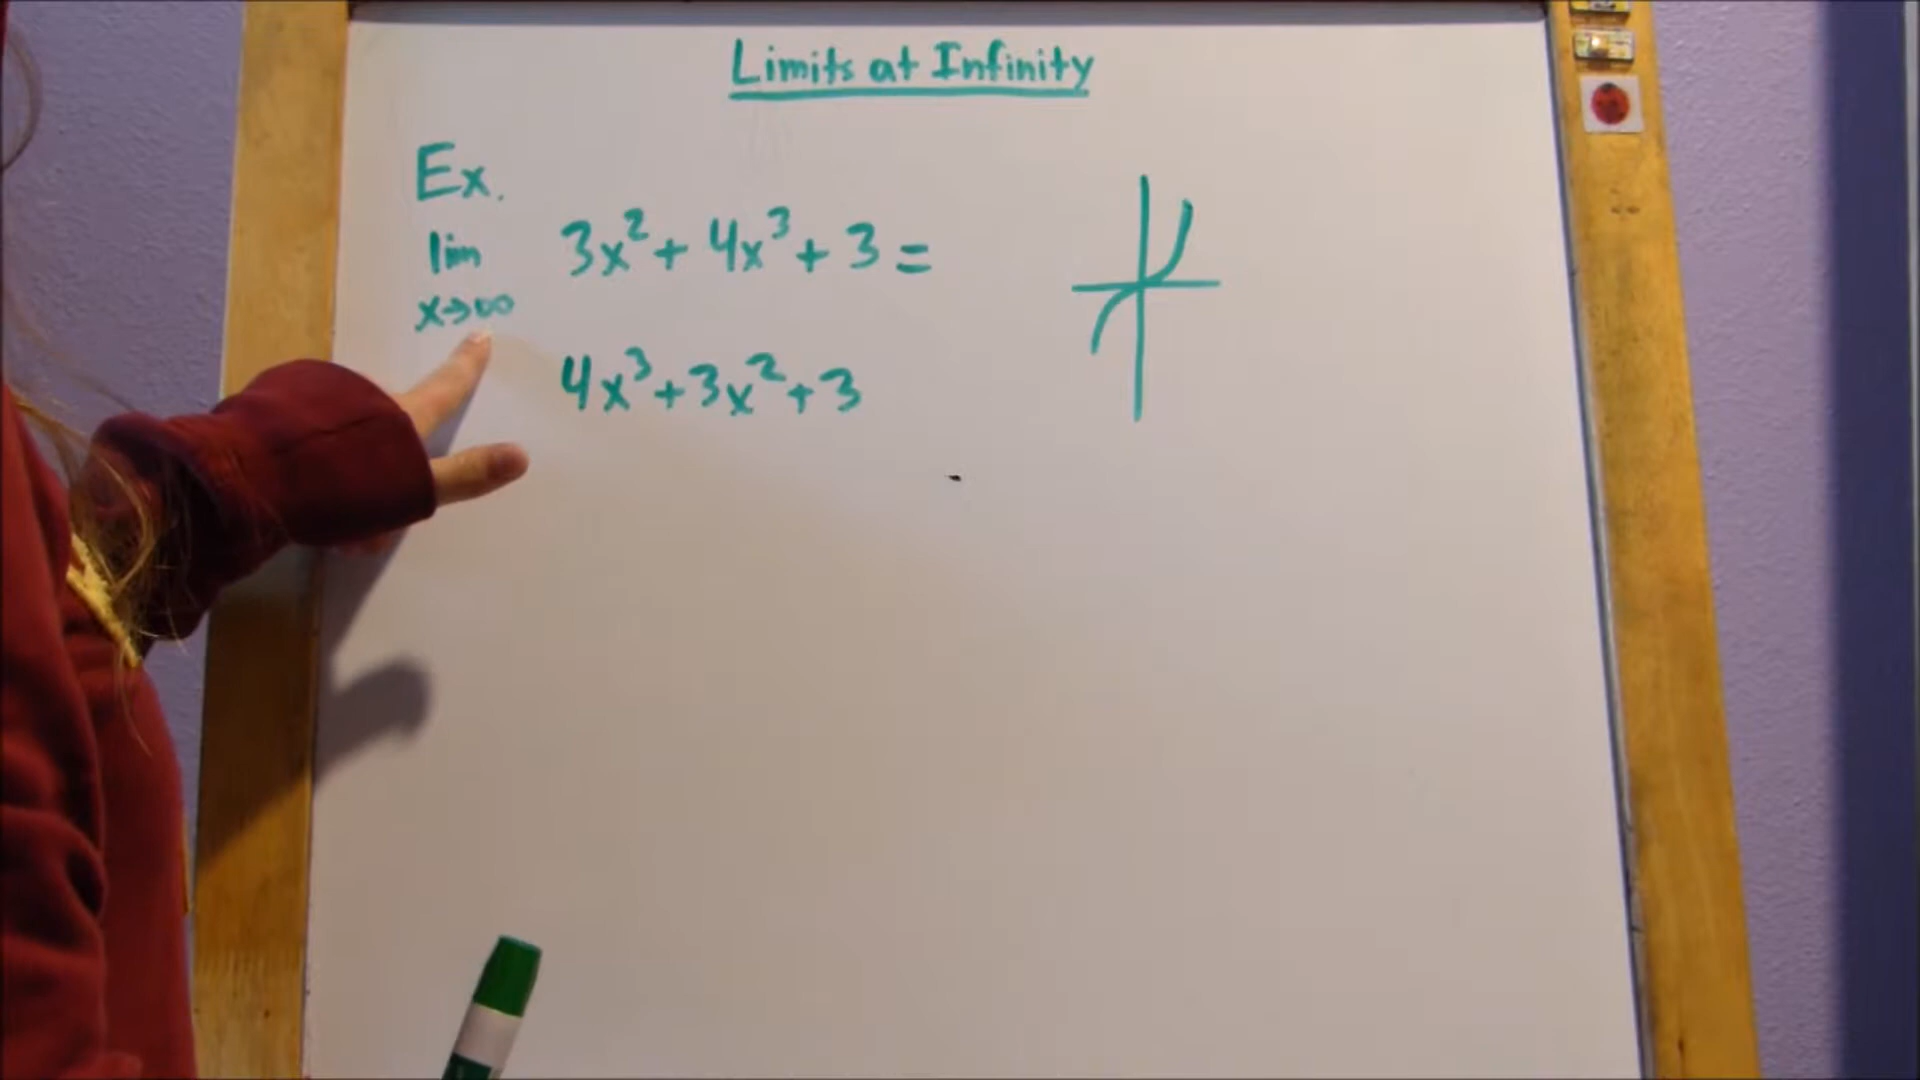 Limits at Infinity
Ex.
lim 3x² + 4x³ + 3 =
x→∞
4x³ + 3x² + 3